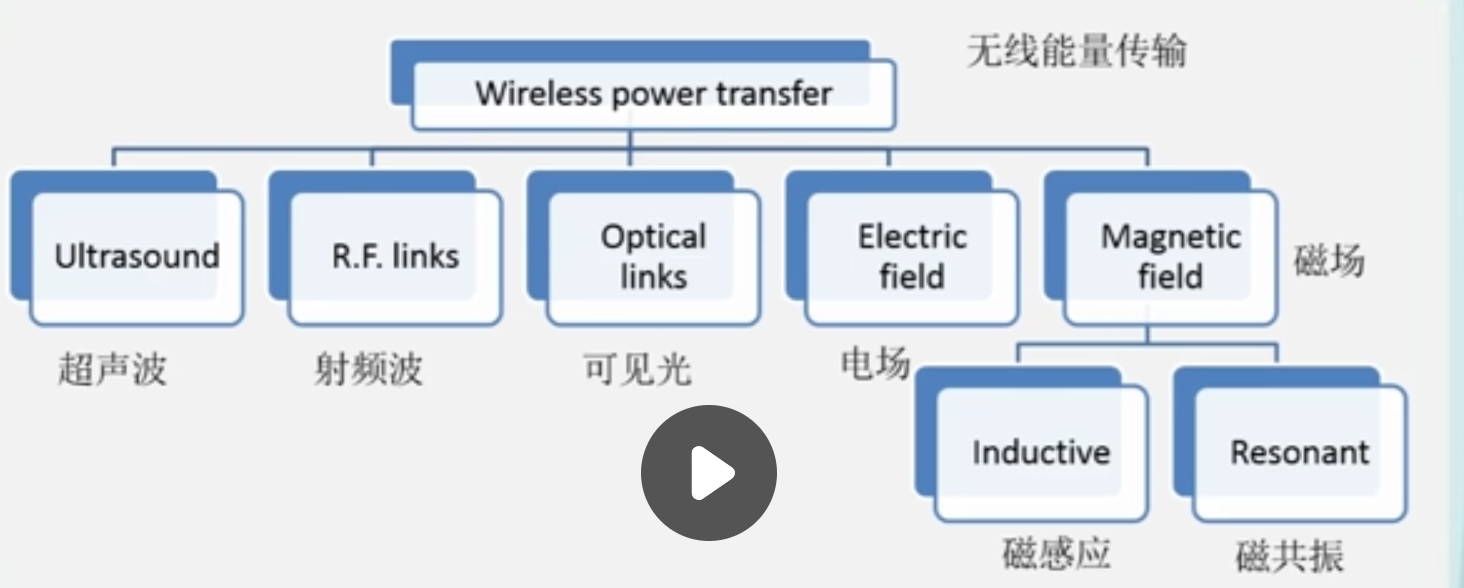 无线能量传输
Wireless power transfer
Ultrasound
R.F. links
Optical
links
Electric
field
Magnetic
field
磁场
超声波
射频波
可见光
电场
Inductive
Resonant
磁感应
磁共振